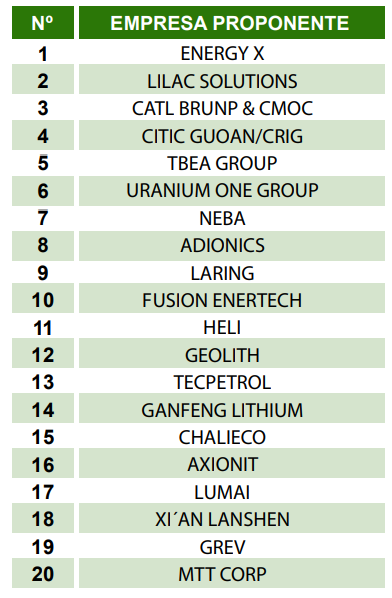 Nº EMPRESA PROPONENTE
1 ENERGY X
2 LILAC SOLUTIONS
3 CATL BRUNP & CMOC
4 CITIC GUOAN/CRIG
5 TBEA GROUP
6 URANIUM ONE GROUP
7 NEBA
8 ADIONICS
9 LARING
10 FUSION ENERTECH
11 HELI
12 GEOLITH
13 TECPETROL
14 GANFENG LITHIUM
15 CHALIECO
16 AXIONIT
17 LUMAI
18 XI´AN LANSHEN
19 GREV
20 MTT CORP